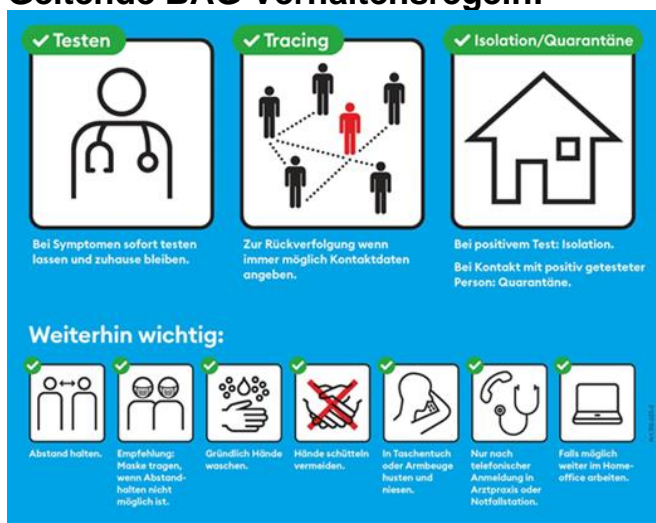 Geltende BAG Verhaltensregeln:
Testen
Tracing
Isolation/Quarantäne
Bei Symptomen sofort testen
lassen und zuhause bleiben.
Zur Rückverfolgung wenn
immer möglich Kontaktdaten
angeben.
Bei positivem Test: Isolation.
Bei Kontakt mit positiv getesteter
Person: Quarantäne.
Weiterhin wichtig:
Abstand halten.
Empfehlung:
Maske tragen,
wenn Abstand-
halten nicht
möglich ist.
Gründlich Hände
waschen.
Hände schütteln
vermeiden.
In Taschentuch
oder Armbeuge
husten und
niesen.
Nur nach
telefonischer
Anmeldung in
Arztpraxis oder
Notfallstation.
Falls möglich
weiter im Home-
office arbeiten.